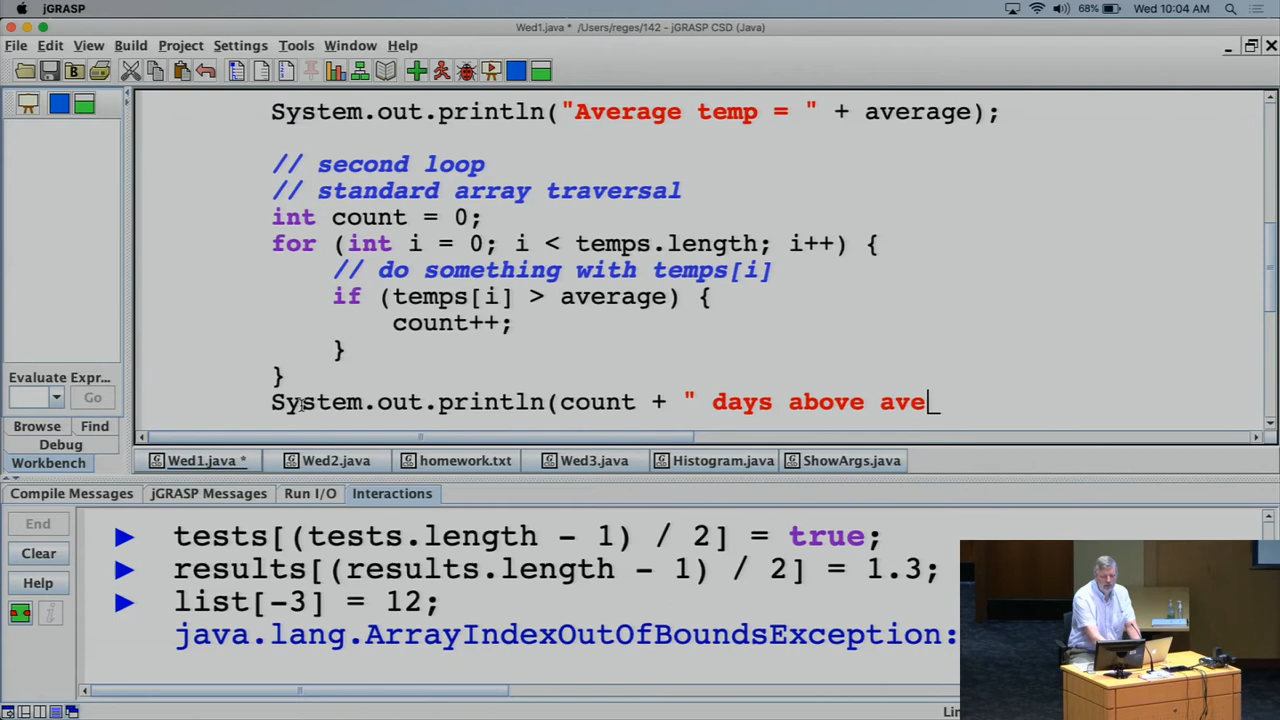 jGRASP
68%
Wed 10:04 AM
Wed1.java * /Users/reges/142 - jGRASP CSD (Java)
File Edit View Build Project Settings Tools Window Help
System.out.println("Average temp = " + average);
// second loop
// standard array traversal
int count = 0;
for (int i = 0; i < temps.length; i++) {
// do something with temps[i]
if (temps[i] > average) {
count++;
}
}
System.out.println(count + " days above ave
Evaluate Expr...
Go
Browse Find
Debug
Workbench
Wed1.java * Wed2.java homework.txt Wed3.java Histogram.java ShowArgs.java
Compile Messages jGRASP Messages Run I/O Interactions
End
Clear
Help
tests[(tests.length - 1) / 2] = true;
results[(results.length - 1) / 2] = 1.3;
list[-3] = 12;
java.lang.ArrayIndexOutOfBoundsException: